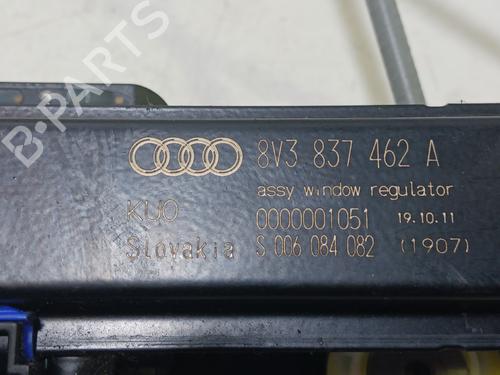 B-PARTS
8V3 837 462 A
assy window regulator
KUO 0000001051 19.10.11
Slovakia S 006 084 082 (1907)